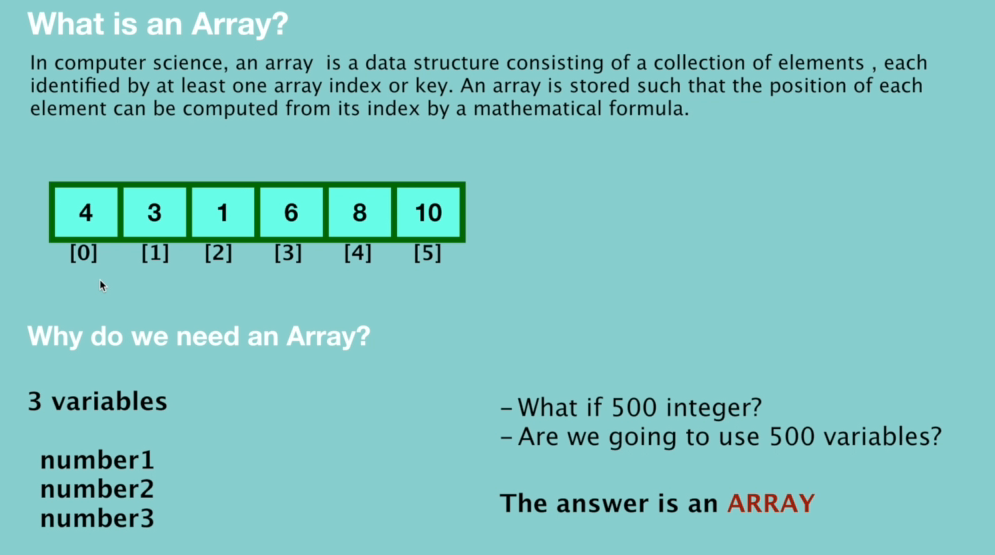 What is an Array?
In computer science, an array is a data structure consisting of a collection of elements , each
identified by at least one array index or key. An array is stored such that the position of each
element can be computed from its index by a mathematical formula.
4 3 1 6 8 10
[0] [1] [2] [3] [4] [5]
Why do we need an Array?
3 variables
number1
number2
number3
– What if 500 integer?
– Are we going to use 500 variables?
The answer is an ARRAY